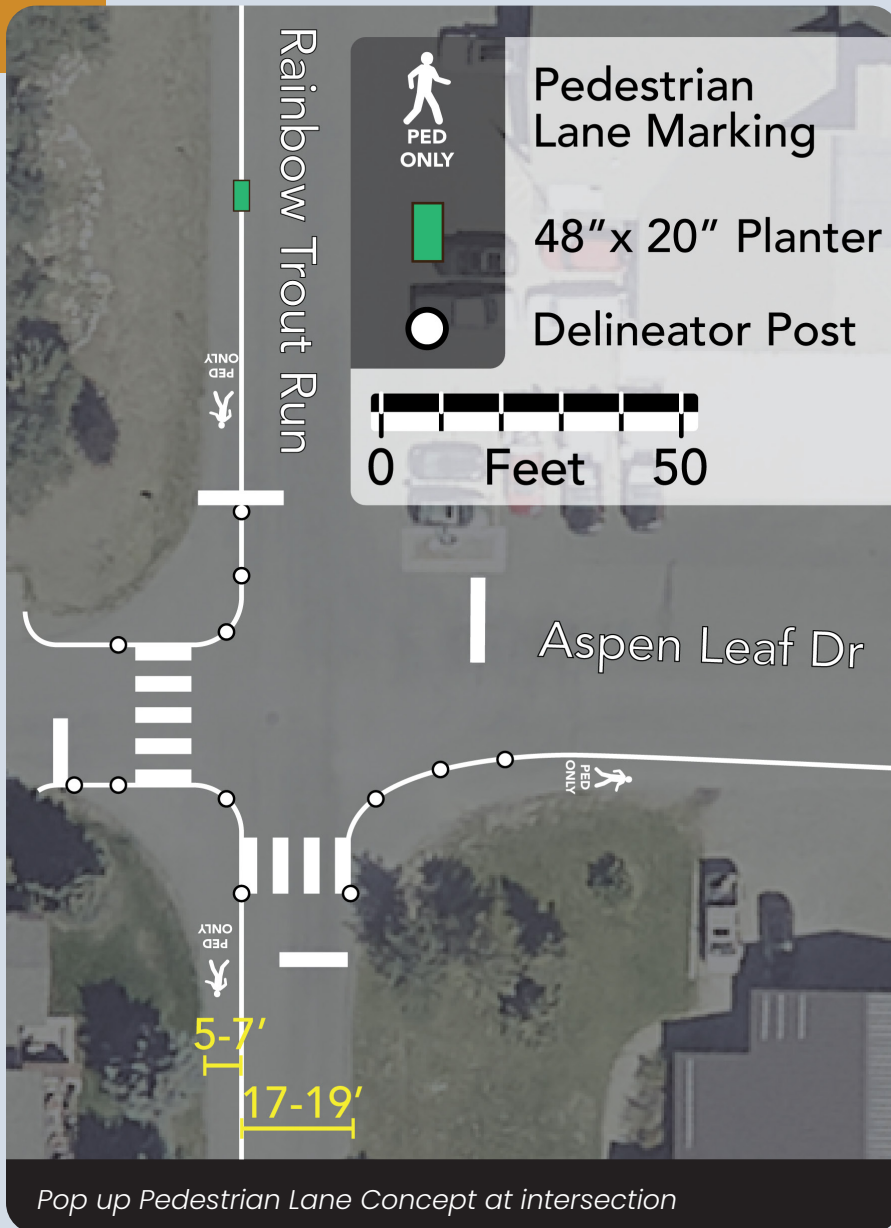 Rainbow Trout Run
PED
ONLY
Pedestrian
Lane Marking
48”x 20” Planter
Delineator Post
0 Feet 50
PED
ONLY
Aspen Leaf Dr
PED
ONLY
PED
ONLY
5-7’
17-19’
Pop up Pedestrian Lane Concept at intersection